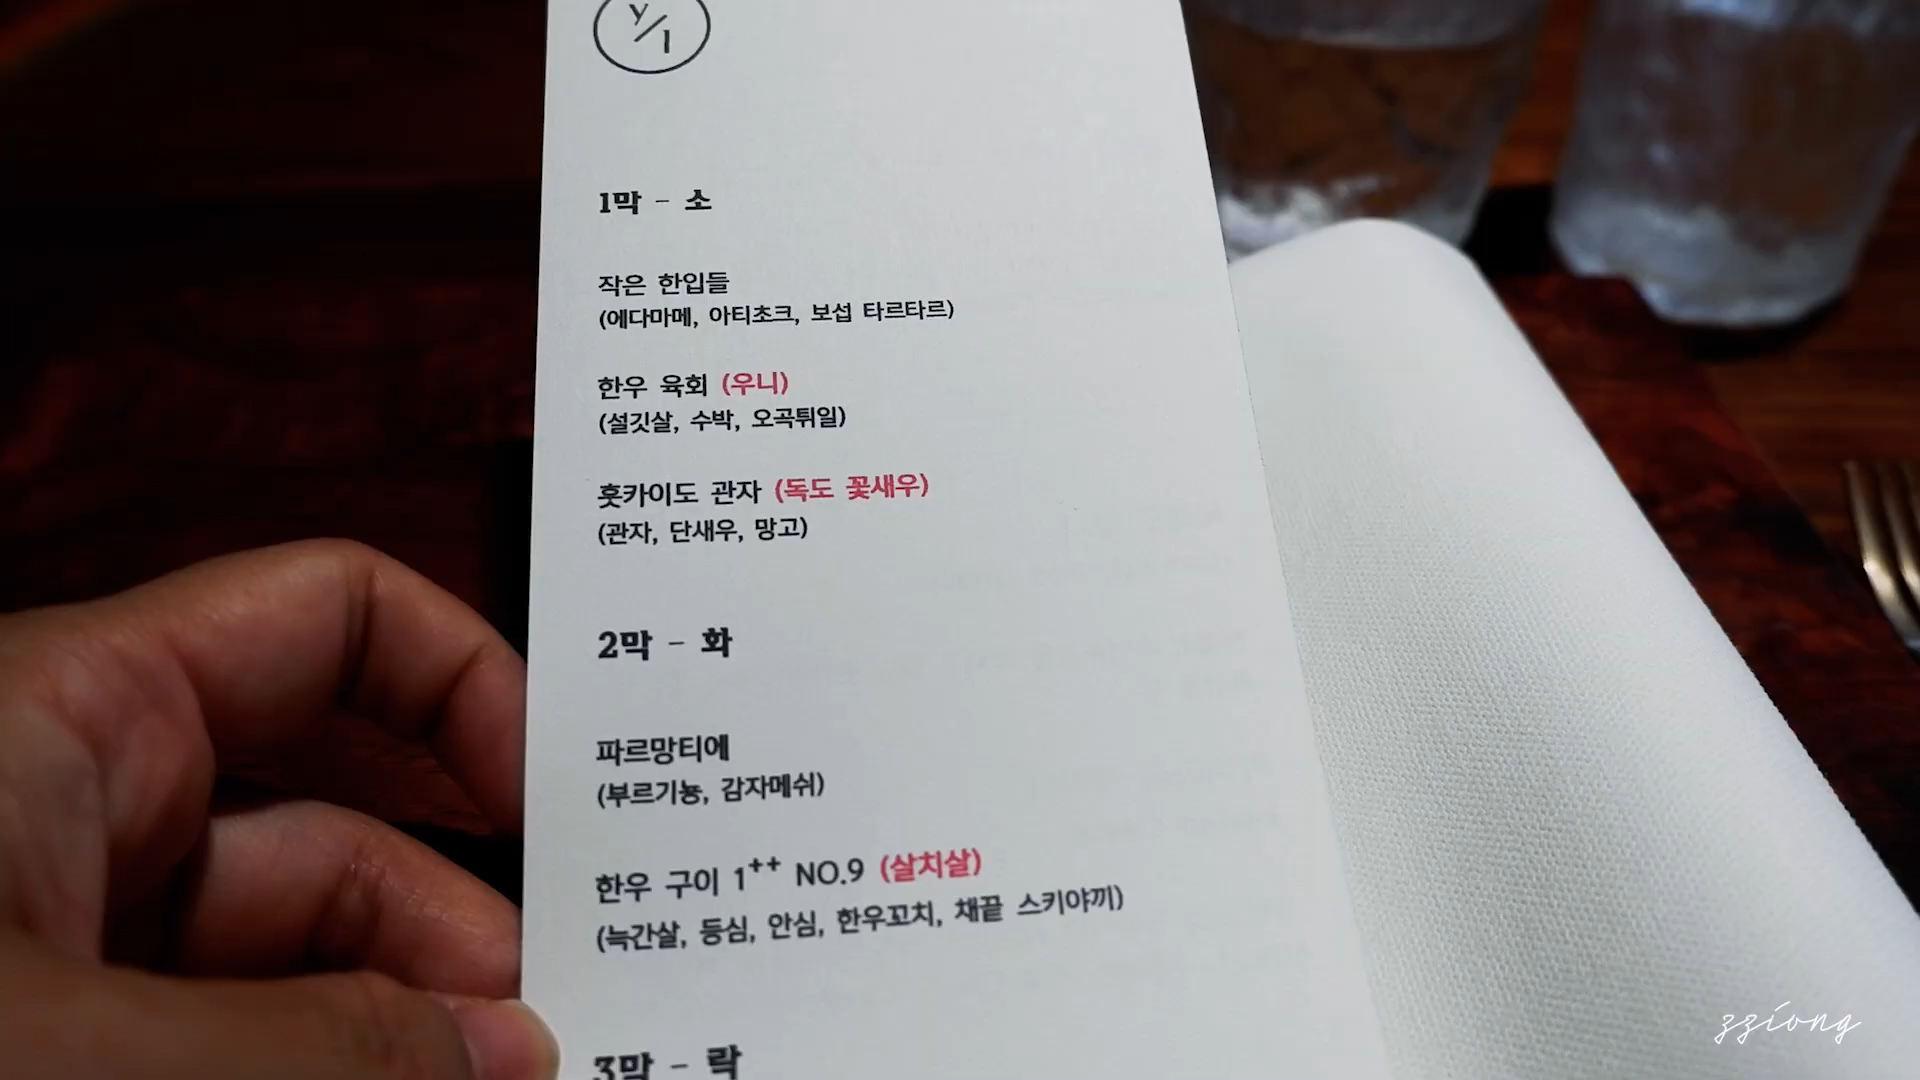 Y/I
1막 - 소
작은 한입들
(에다마메, 아티초크, 보섭 타르타르)
한우 육회 (우니)
(설깃살, 수박, 오곡튀일)
홋카이도 관자 (독도 꽃새우)
(관자, 단새우, 망고)
2막 - 화
파르망티에
(부르기뇽, 감자메쉬)
한우 구이 1++ NO.9 (살치살)
(늑간살, 등심, 안심, 한우꼬치, 채끝 스키야끼)
3막 - 락
zziong